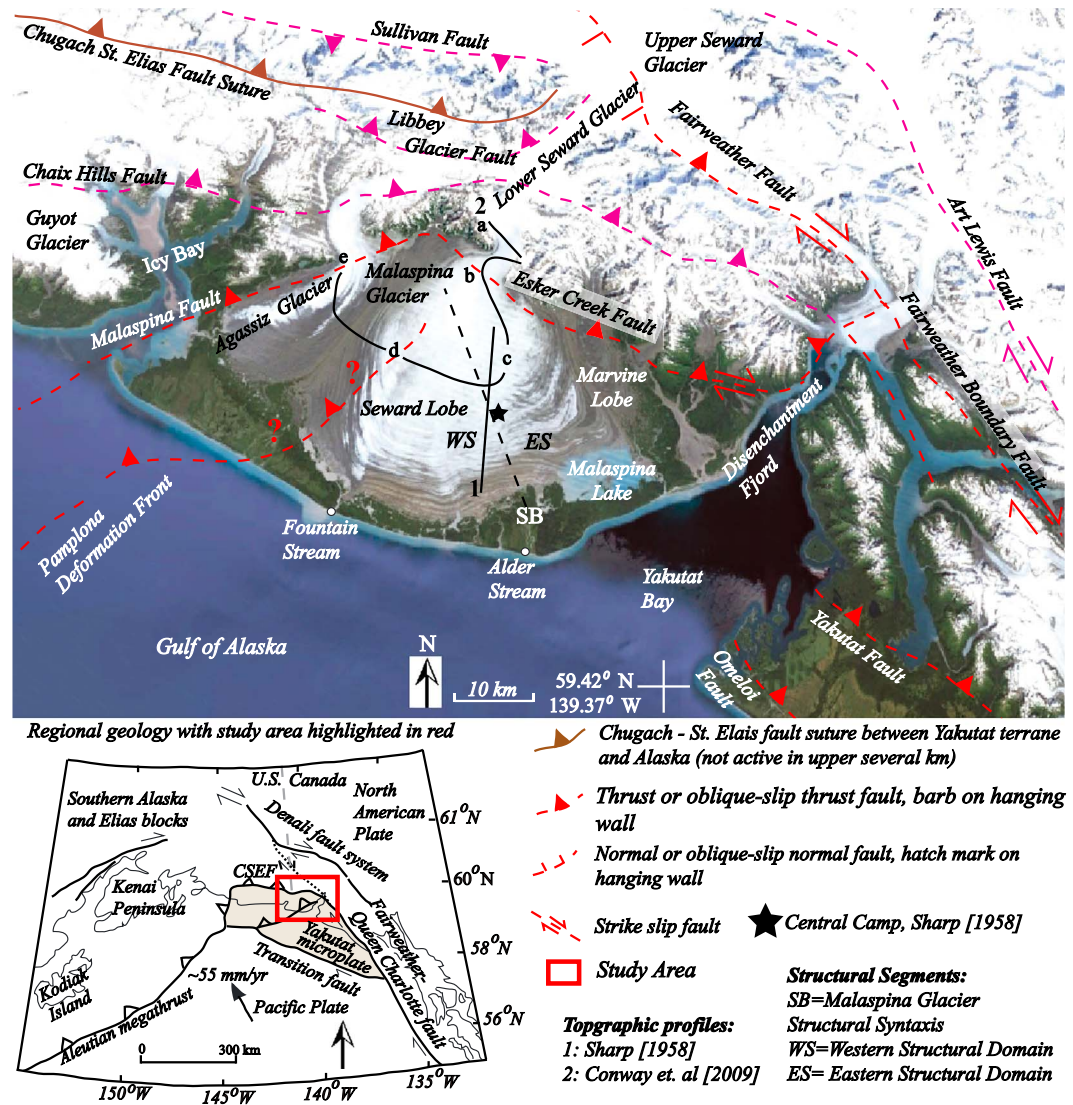 Sullivan Fault
Upper Seward
Glacier
Chugach St. Elias Fault Suture
Libbey
Glacier Fault
Lower Seward Glacier
Fairweather Fault
Chaix Hills Fault
Art Lewis Fault
Guyot
Glacier
Icy Bay
2
a
e
Malaspina
Glacier
b
Esker Creek Fault
Malaspina Fault
Agassiz Glacier
Fairweather Boundary Fault
d
c
?
Marvine
Lobe
Seward Lobe
?
WS
ES
Disenchantment
Fjord
Malaspina
Lake
1
SB
Pamplona
Deformation Front
Fountain
Stream
Alder
Stream
Yakutat
Bay
Yakutat Fault
Gulf of Alaska
N
10 km
59.42° N
139.37° W
Omeloi
Fault
Regional geology with study area highlighted in red
U.S. Canada
Southern Alaska
and Elias blocks
North
American
Plate
61°N
Denali fault system
CSEF
60°N
Kenai
Peninsula
Fairweather-
Queen Charlotte fault
Yakutat
microplate
58°N
Transition fault
Kodiak
Island
~55 mm/yr
Pacific Plate
Aleutian megathrust
56°N
0 300 km
150°W
145°W
140°W
135°W
Chugach - St. Elais fault suture between Yakutat terrane
and Alaska (not active in upper several km)
Thrust or oblique-slip thrust fault, barb on hanging
wall
Normal or oblique-slip normal fault, hatch mark on
hanging wall
Strike slip fault
Central Camp, Sharp [1958]
Study Area
Topgraphic profiles:
1: Sharp [1958]
2: Conway et. al [2009]
Structural Segments:
SB=Malaspina Glacier
Structural Syntaxis
WS=Western Structural Domain
ES= Eastern Structural Domain